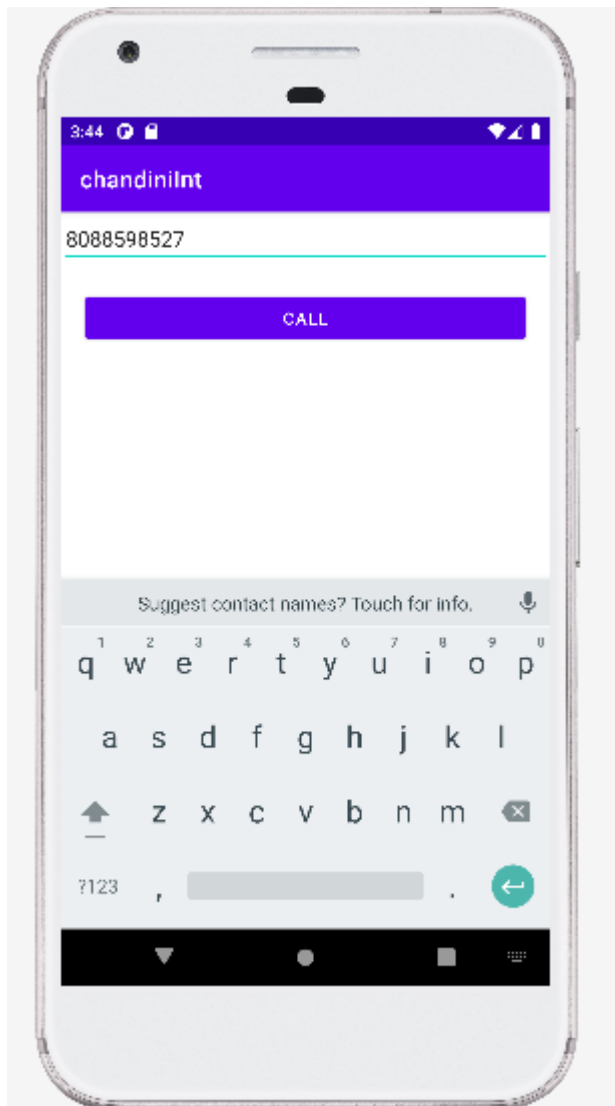 3:44
chandiniInt
8088598527
CALL
Suggest contact names? Touch for info.
1 2 3 4 5 6 7 8 9 0
q w e r t y u i o p
a s d f g h j k l
z x c v b n m
?123 , .